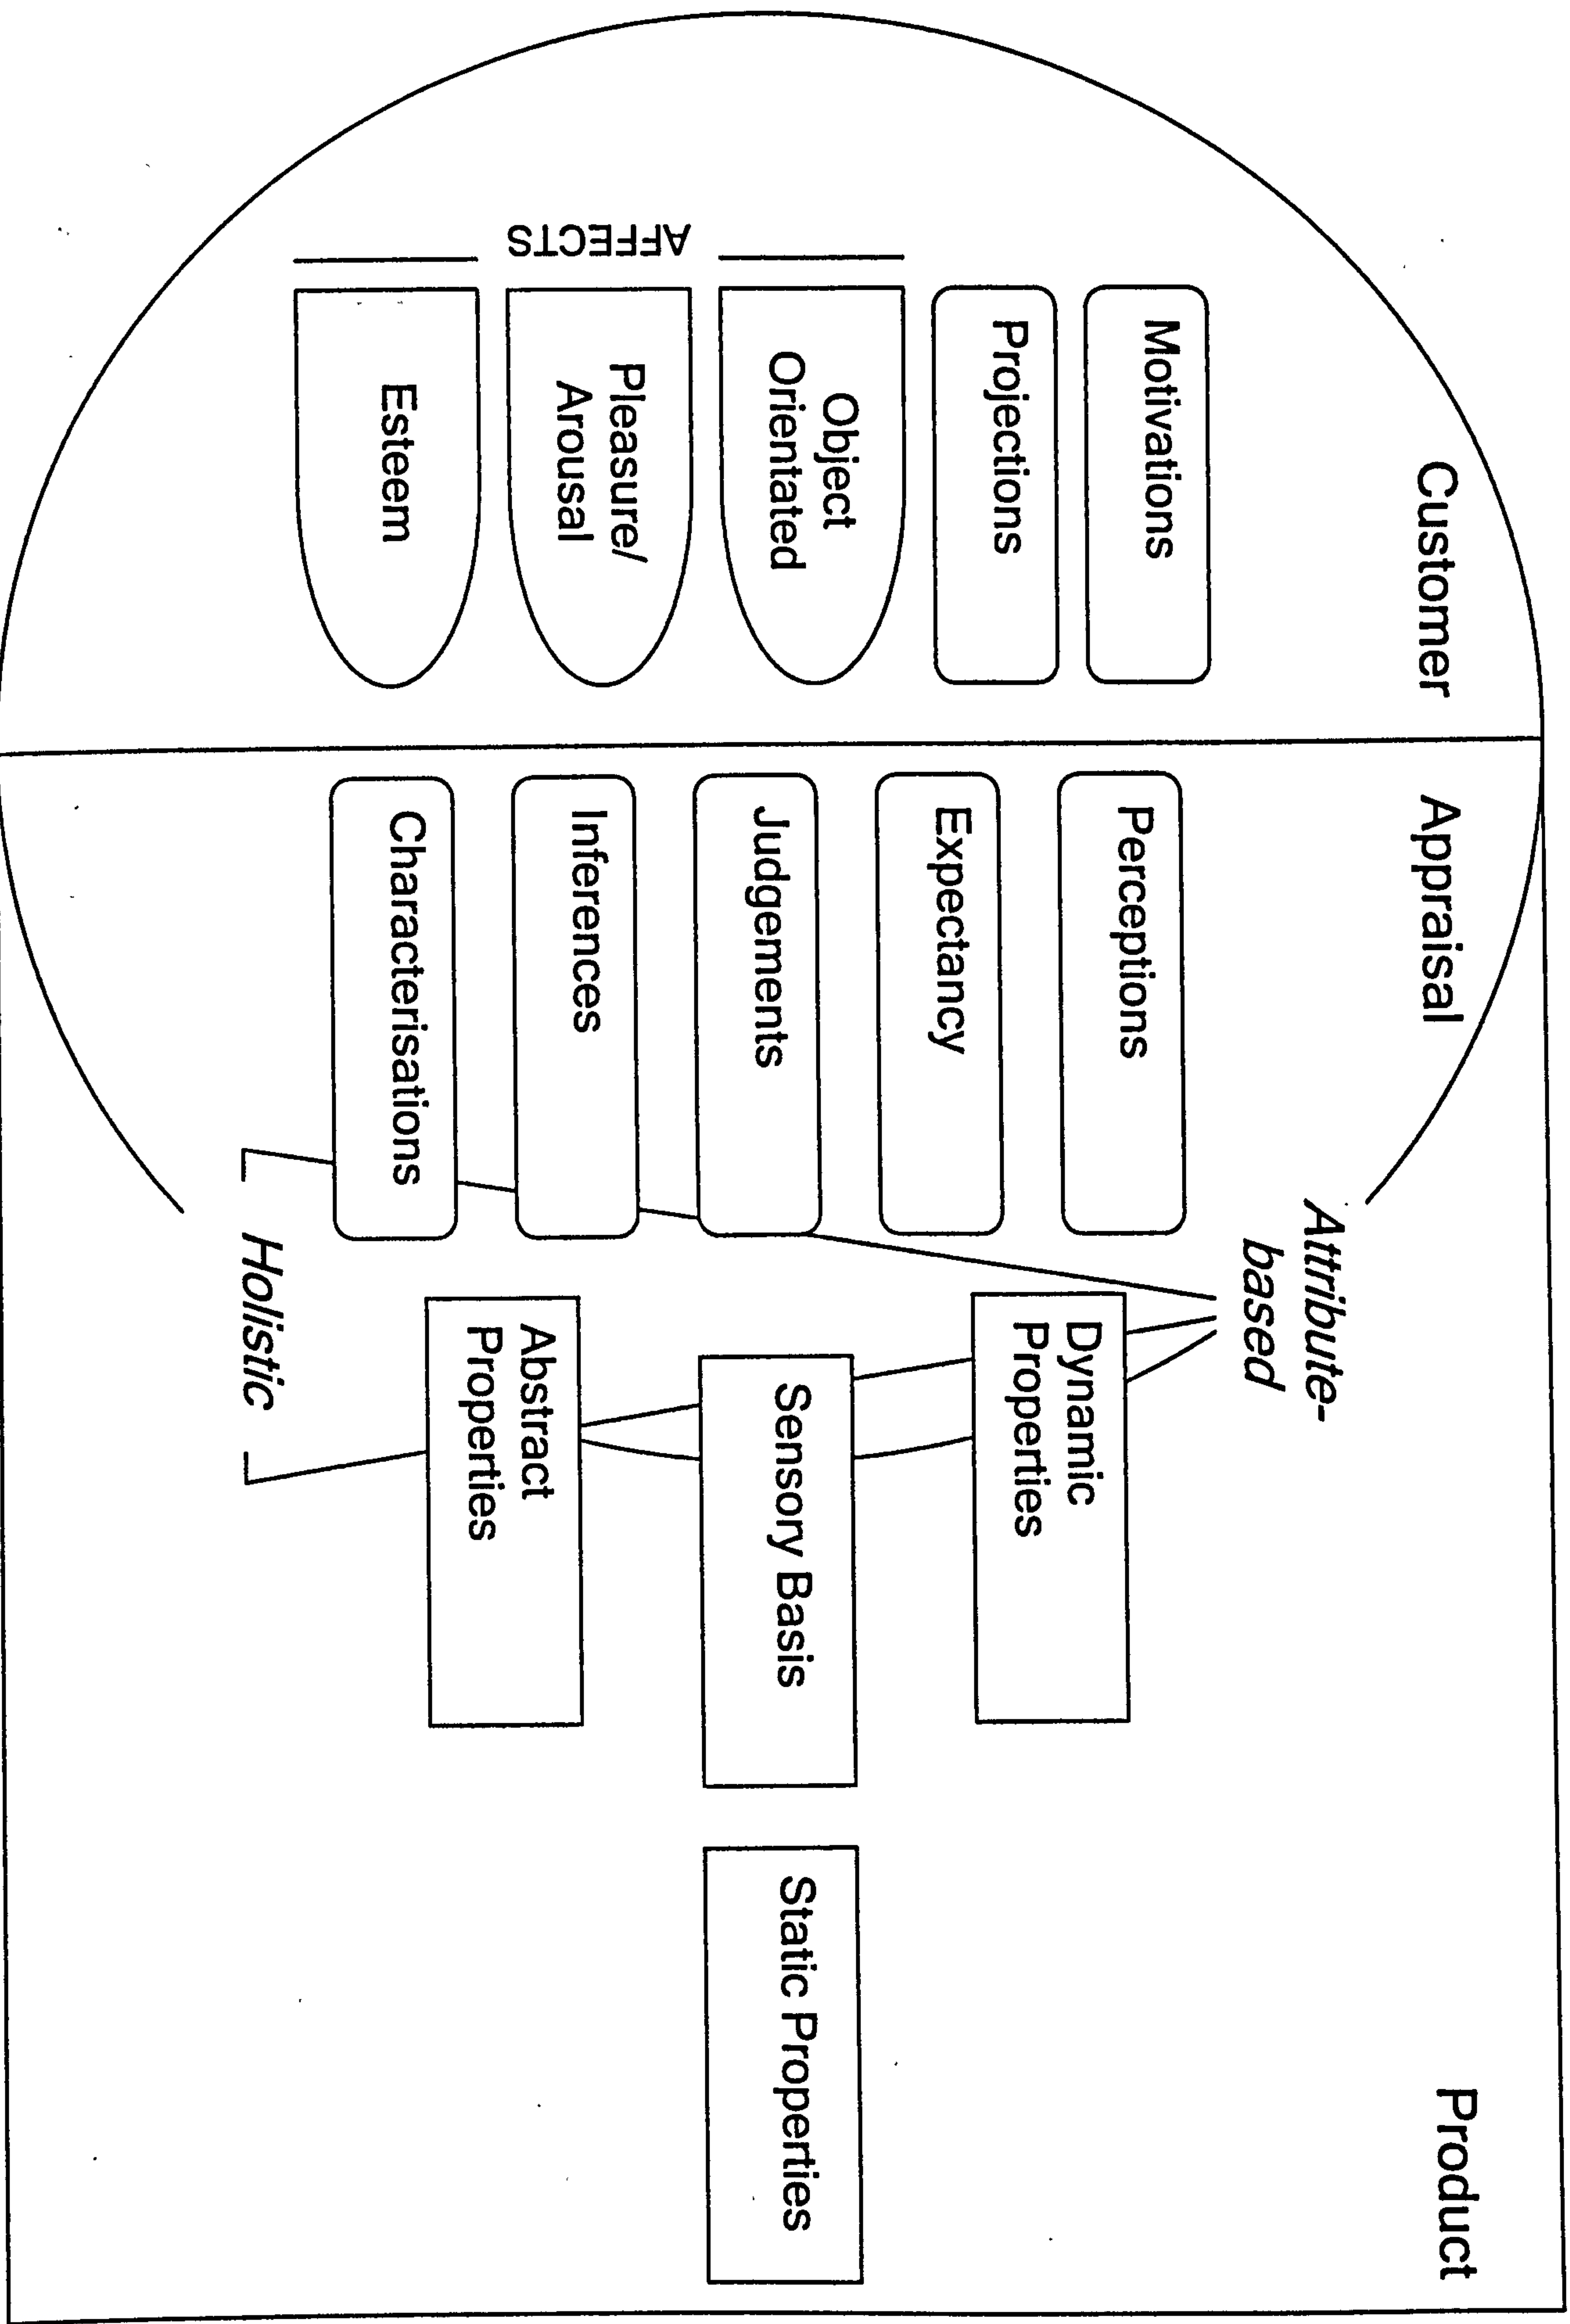 Customer
Appraisal
Product
Motivations
Projections
Object
Orientated
Pleasure/
Arousal
Esteem
AFFECTS
Perceptions
Expectancy
Judgements
Inferences
Characterisations
Attribute-
based
Holistic
Dynamic
Properties
Sensory Basis
Abstract
Properties
Static Properties